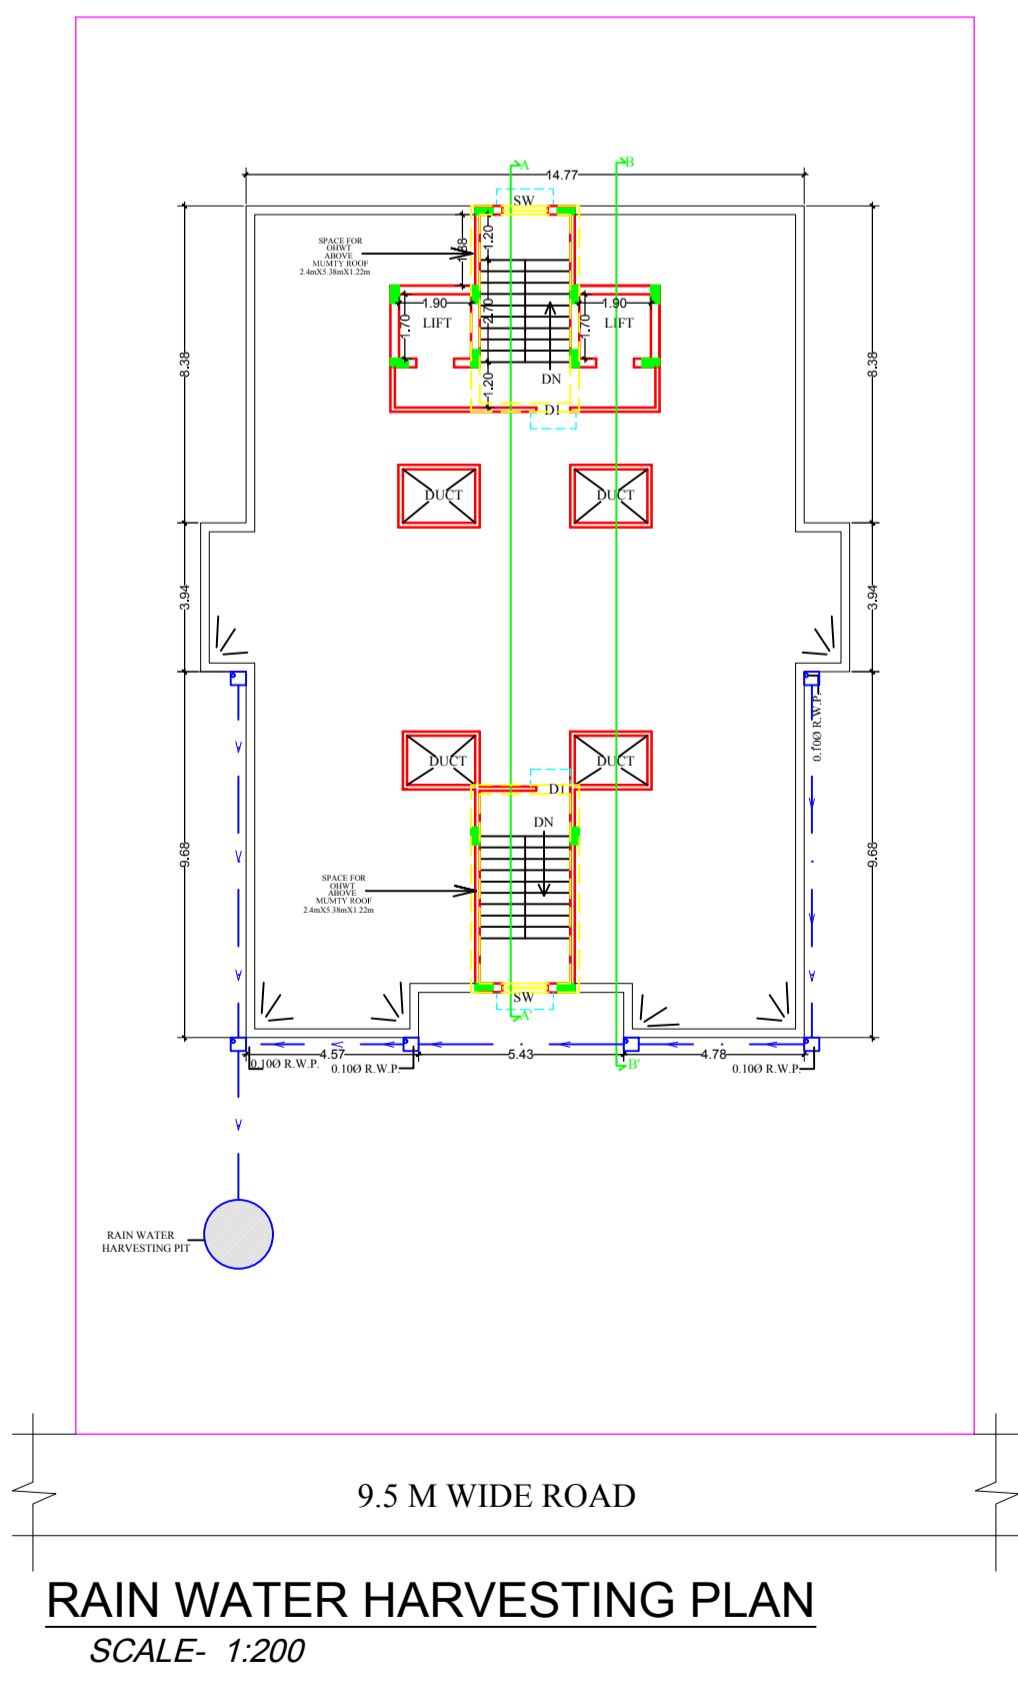 A
B
14.77
SW
SPACE FOR
OHWT
ABOVE
MUMTY ROOF
2.4mX5.38mX1.22m
1.20
1.90
1.90
2.70
1.70
1.70
LIFT
LIFT
8.38
8.38
DN
1.20
D1
DUCT
DUCT
3.94
3.94
0.10Ø R.W.P.
DUCT
DUCT
D1
DN
9.68
9.68
SPACE FOR
OHWT
ABOVE
MUMTY ROOF
2.4mX5.38mX1.22m
SW
A'
4.57
5.43
4.78
B'
0.10Ø R.W.P.
0.10Ø R.W.P.
0.10Ø R.W.P.
RAIN WATER
HARVESTING PIT
9.5 M WIDE ROAD
RAIN WATER HARVESTING PLAN
SCALE- 1:200